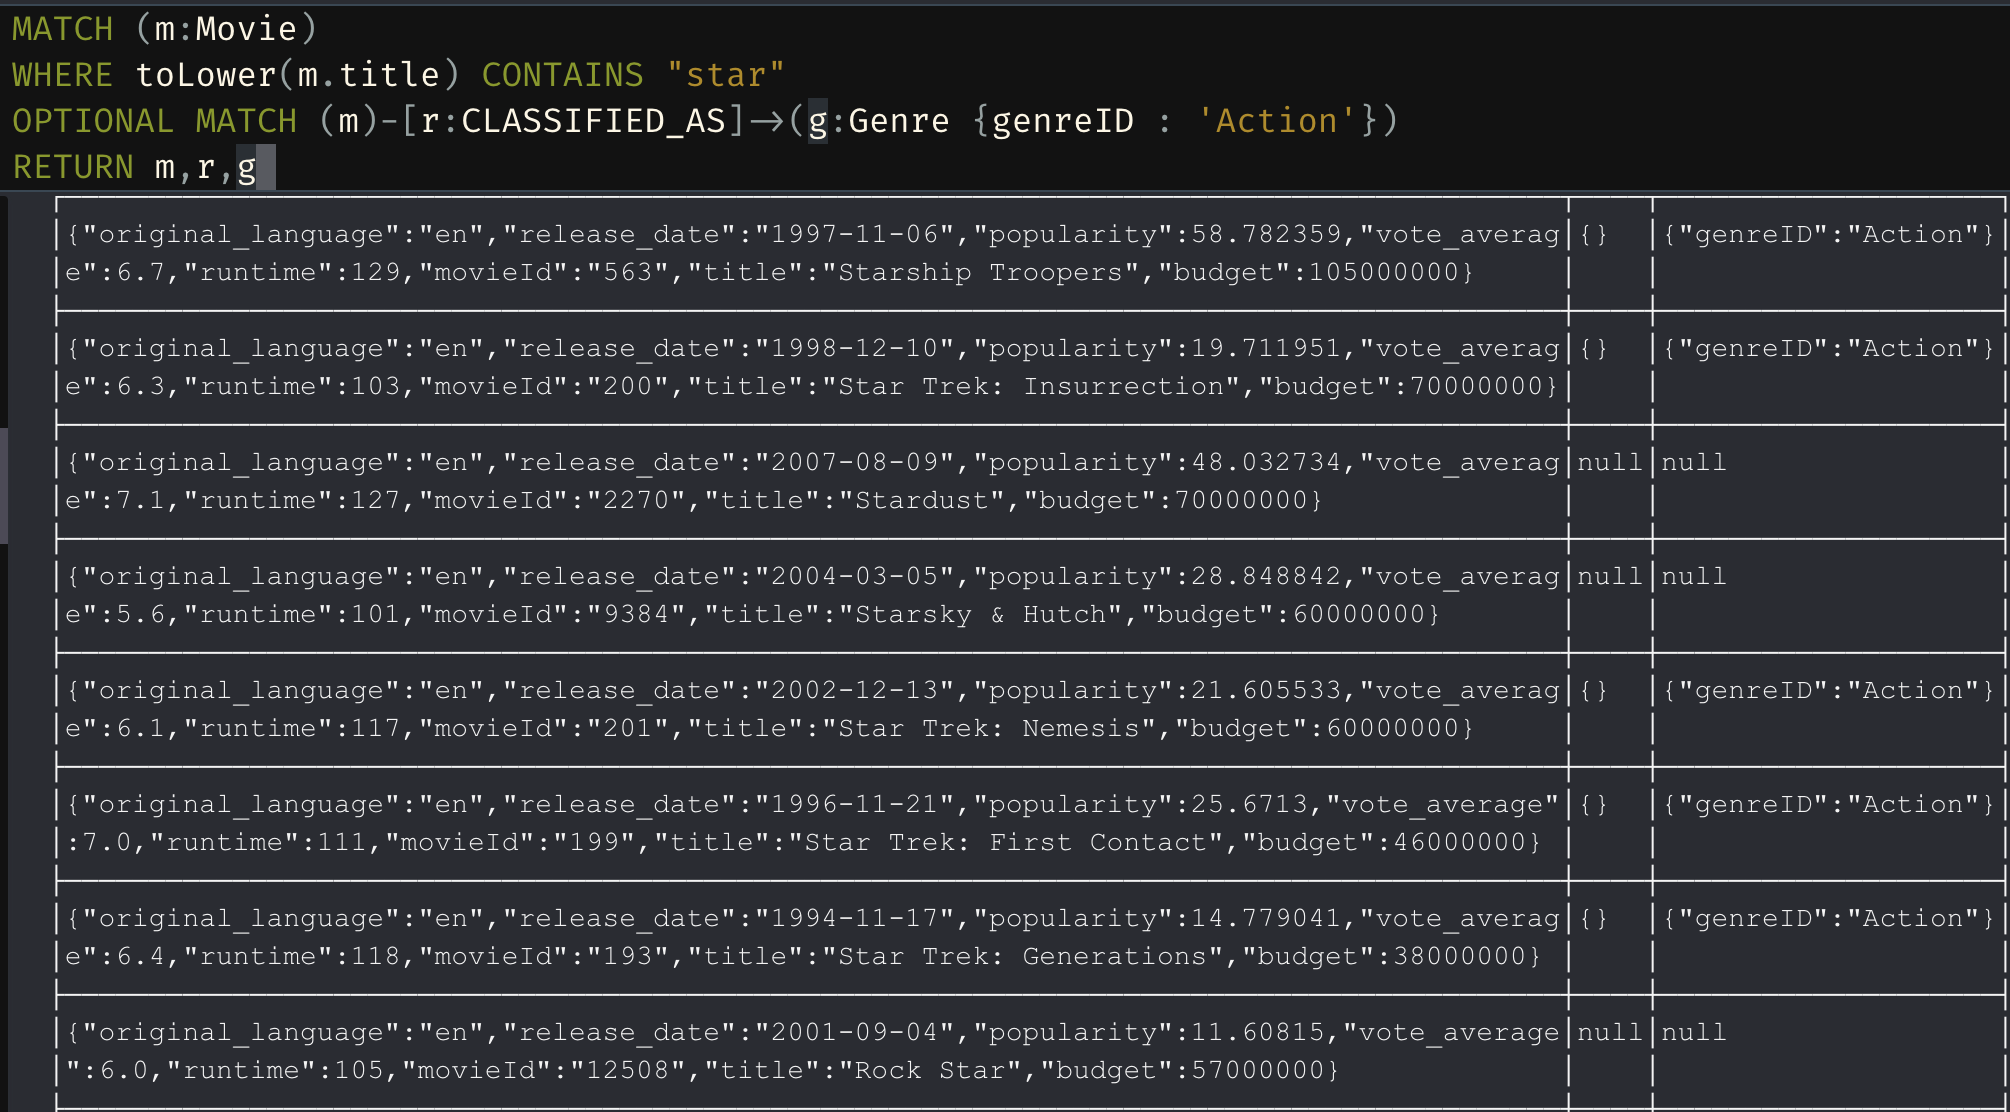 MATCH (m:Movie)
WHERE toLower(m.title) CONTAINS "star"
OPTIONAL MATCH (m)-[r:CLASSIFIED_AS]->(g:Genre {genreID : 'Action'})
RETURN m,r,g
{"original_language":"en","release_date":"1997-11-06","popularity":58.782359,"vote_averag {} {"genreID":"Action"}
e":6.7,"runtime":129,"movieId":"563","title":"Starship Troopers","budget":105000000}
{"original_language":"en","release_date":"1998-12-10","popularity":19.711951,"vote_averag {} {"genreID":"Action"}
e":6.3,"runtime":103,"movieId":"200","title":"Star Trek: Insurrection","budget":70000000}
{"original_language":"en","release_date":"2007-08-09","popularity":48.032734,"vote_averag null null
e":7.1,"runtime":127,"movieId":"2270","title":"Stardust","budget":70000000}
{"original_language":"en","release_date":"2004-03-05","popularity":28.848842,"vote_averag null null
e":5.6,"runtime":101,"movieId":"9384","title":"Starsky & Hutch","budget":60000000}
{"original_language":"en","release_date":"2002-12-13","popularity":21.605533,"vote_averag {} {"genreID":"Action"}
e":6.1,"runtime":117,"movieId":"201","title":"Star Trek: Nemesis","budget":60000000}
{"original_language":"en","release_date":"1996-11-21","popularity":25.6713,"vote_average" {} {"genreID":"Action"}
:7.0,"runtime":111,"movieId":"199","title":"Star Trek: First Contact","budget":46000000}
{"original_language":"en","release_date":"1994-11-17","popularity":14.779041,"vote_averag {} {"genreID":"Action"}
e":6.4,"runtime":118,"movieId":"193","title":"Star Trek: Generations","budget":38000000}
{"original_language":"en","release_date":"2001-09-04","popularity":11.60815,"vote_average null null
":6.0,"runtime":105,"movieId":"12508","title":"Rock Star","budget":57000000}